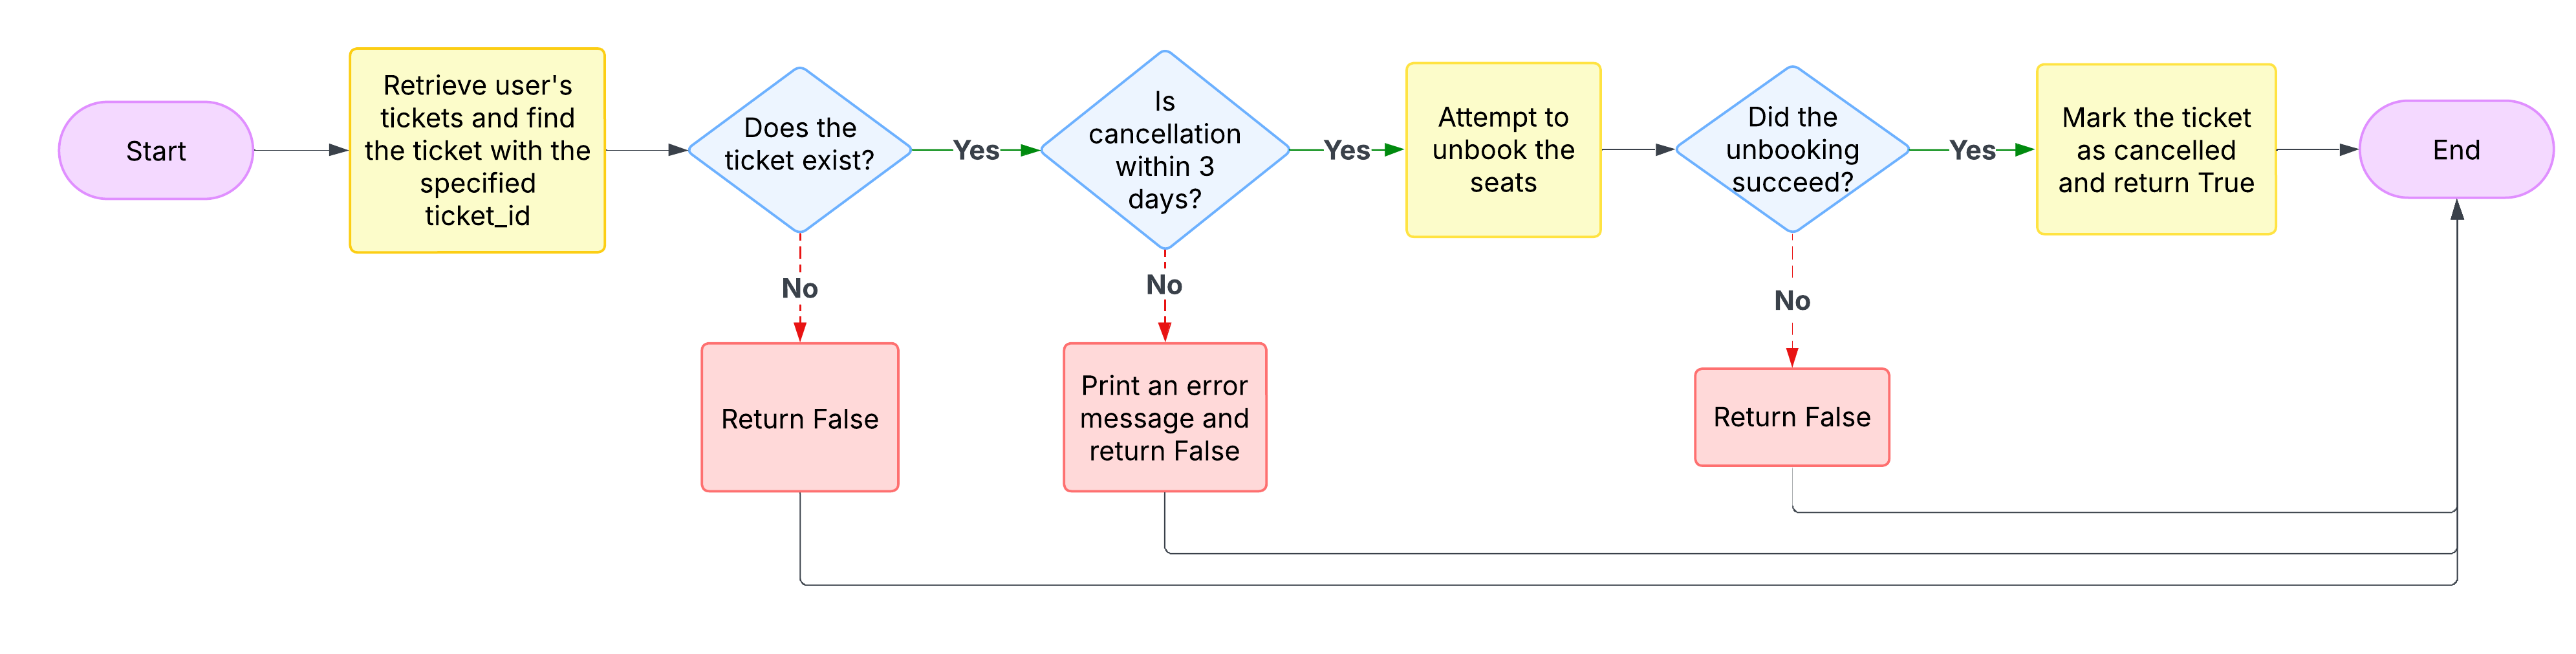 Start
Retrieve user's
tickets and find
the ticket with the
specified
ticket_id
Does the
ticket exist?
Yes
Is
cancellation
within 3
days?
Yes
Attempt to
unbook the
seats
Did the
unbooking
succeed?
Yes
Mark the ticket
as cancelled
and return True
End
No
No
No
Return False
Print an error
message and
return False
Return False